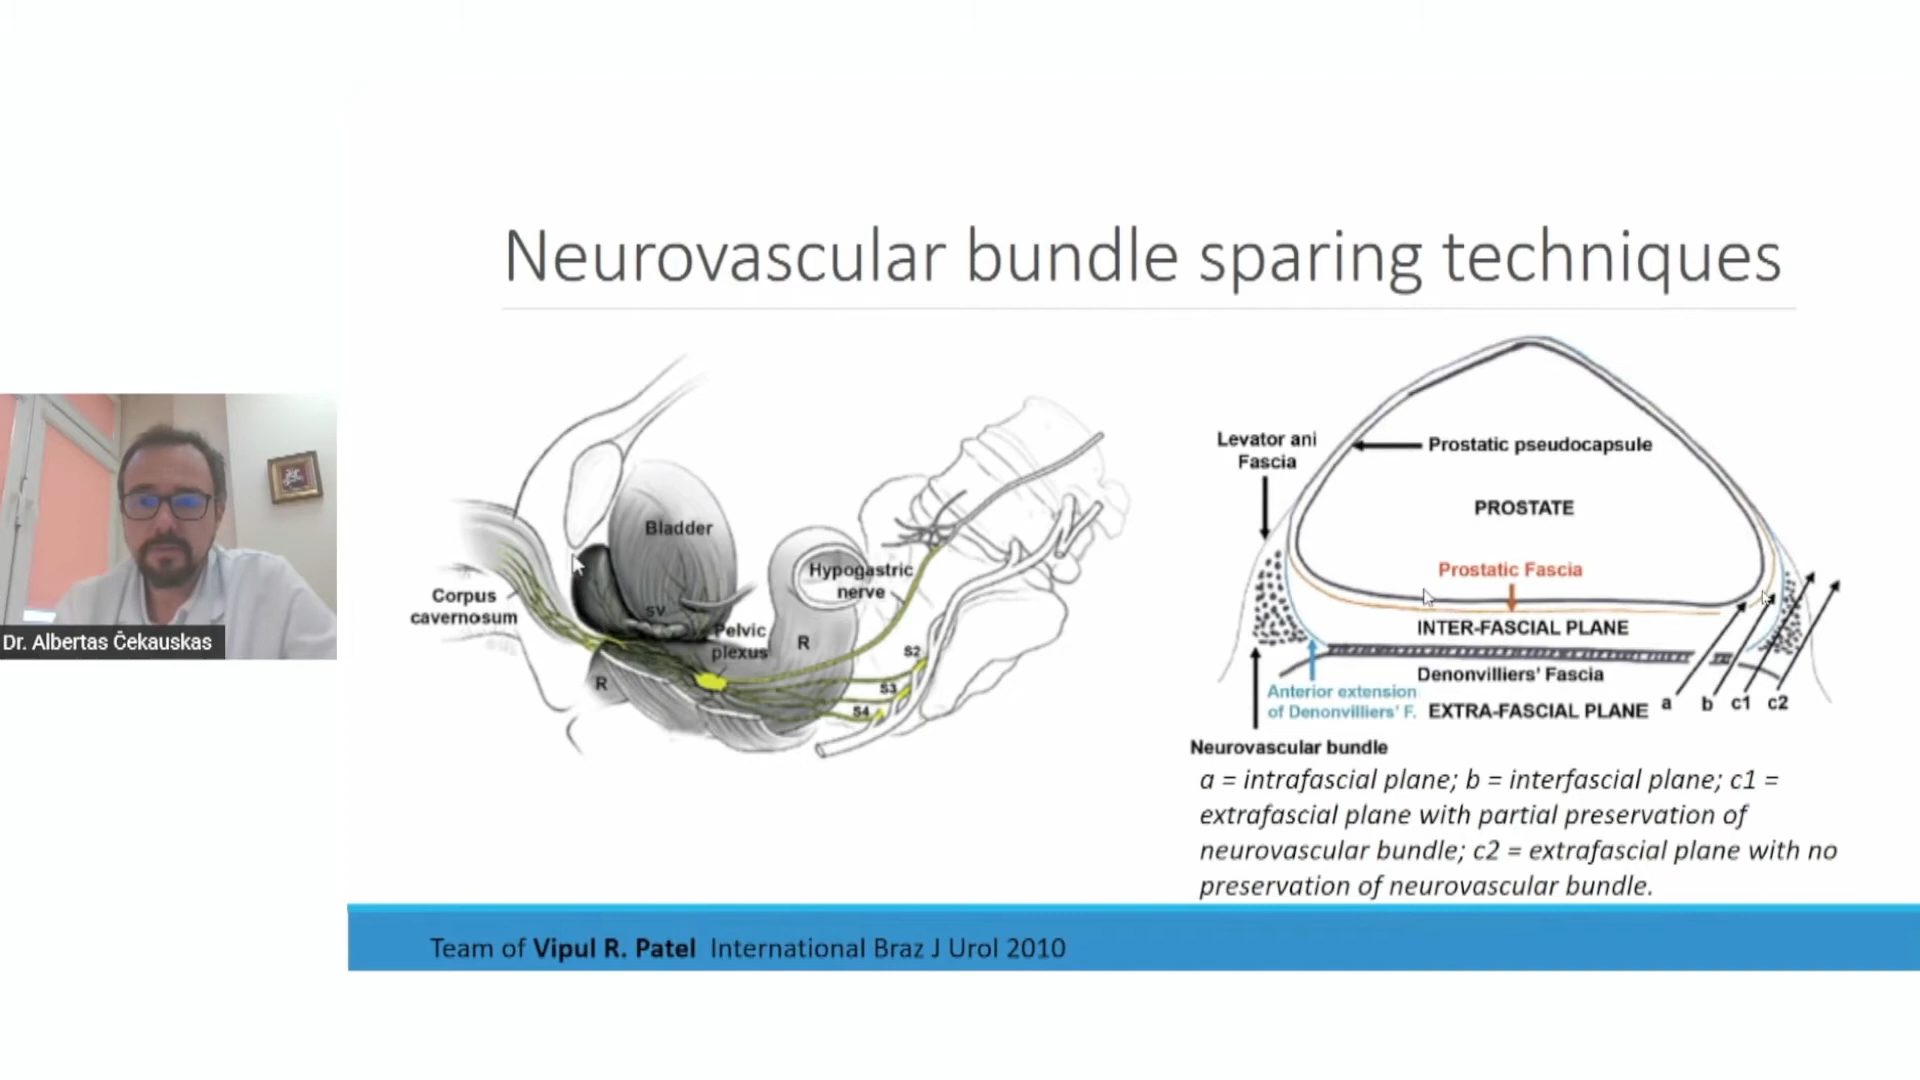 Neurovascular bundle sparing techniques
Bladder
Hypogastric
nerve
Corpus
cavernosum
SV
Pelvic
plexus
R
R
S2
S3
S4
Levator ani
Fascia
Prostatic pseudocapsule
PROSTATE
Prostatic Fascia
INTER-FASCIAL PLANE
Denonvilliers' Fascia
Anterior extension
of Denonvilliers' F.
EXTRA-FASCIAL PLANE
a b c1 c2
Neurovascular bundle
a = intrafascial plane; b = interfascial plane; c1 =
extrafascial plane with partial preservation of
neurovascular bundle; c2 = extrafascial plane with no
preservation of neurovascular bundle.
Dr. Albertas Čekauskas
Team of Vipul R. Patel International Braz J Urol 2010